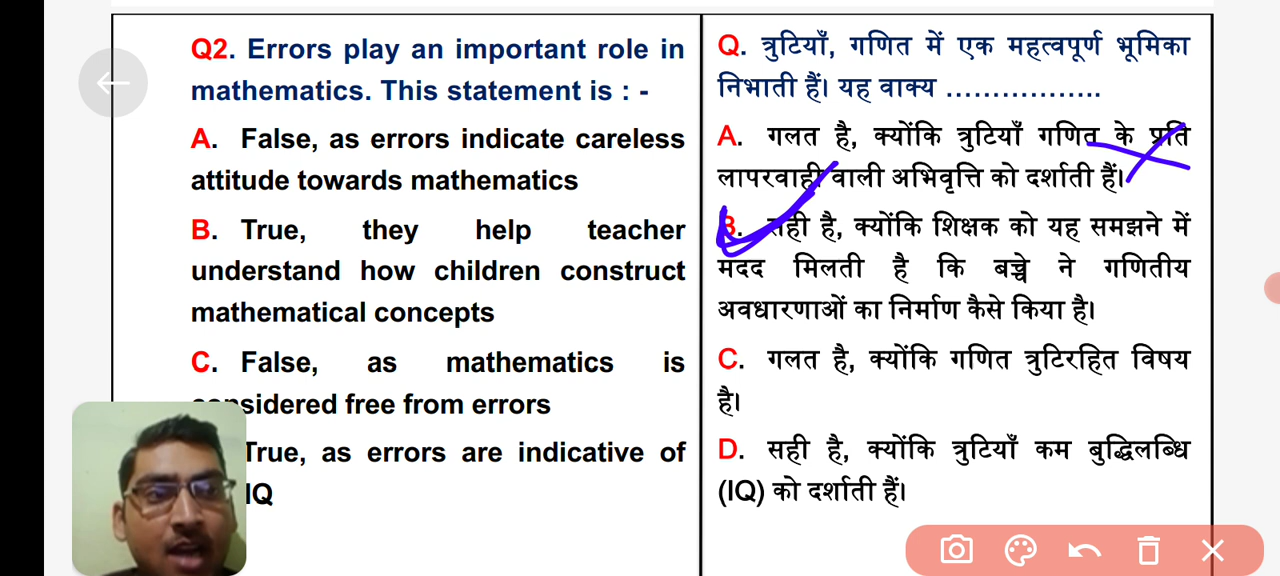 Q2. Errors play an important role in
mathematics. This statement is : -
A. False, as errors indicate careless
attitude towards mathematics
B. True, they help teacher
understand how children construct
mathematical concepts
C. False, as mathematics is
considered free from errors
True, as errors are indicative of
IQ
Q. त्रुटियाँ, गणित में एक महत्वपूर्ण भूमिका
निभाती हैं। यह वाक्य ……………..
A. गलत है, क्योंकि त्रुटियाँ गणित के प्रति
लापरवाही वाली अभिवृत्ति को दर्शाती हैं।
B. सही है, क्योंकि शिक्षक को यह समझने में
मदद मिलती है कि बच्चे ने गणितीय
अवधारणाओं का निर्माण कैसे किया है।
C. गलत है, क्योंकि गणित त्रुटिरहित विषय
है।
D. सही है, क्योंकि त्रुटियाँ कम बुद्धिलब्धि
(IQ) को दर्शाती हैं।